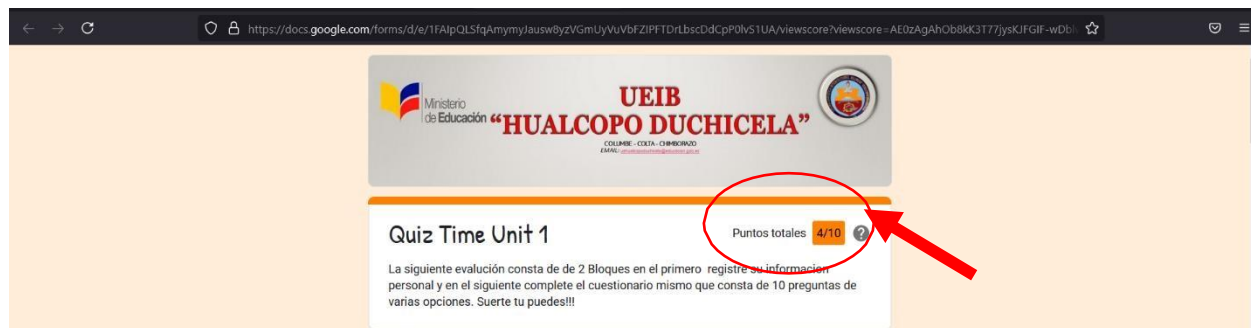 https://docs.google.com/forms/d/e/1FAIpQLSfqAmymyJausw8yzVGmUyVuVbFZIPFTDrLbscDdCpP0lvS1UA/viewscore?viewscore=AE0zAgAhOb8kK3T77jysKJFGIF-wDbl
Ministerio
de Educación
UEIB
“HUALCOPO DUCHICELA”
COLUMBE - COLTA - CHIMBORAZO
EMAIL:
Quiz Time Unit 1
Puntos totales 4/10
La siguiente evalución consta de de 2 Bloques en el primero registre su informacion
personal y en el siguiente complete el cuestionario mismo que consta de 10 preguntas de
varias opciones. Suerte tu puedes!!!